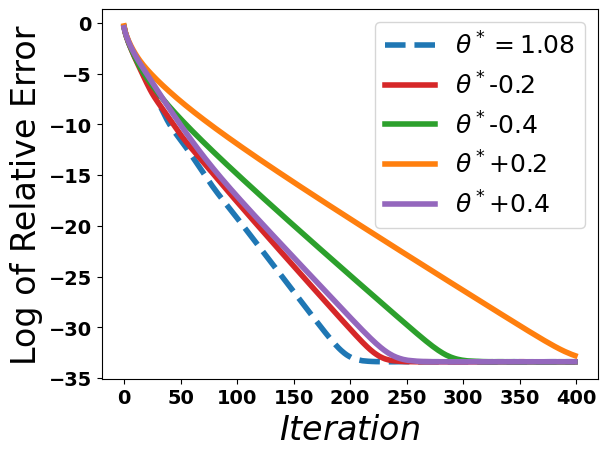 θ* = 1.08
θ*-0.2
θ*-0.4
θ*+0.2
θ*+0.4
Log of Relative Error
0
−5
−10
−15
−20
−25
−30
−35
0 50 100 150 200 250 300 350 400
Iteration